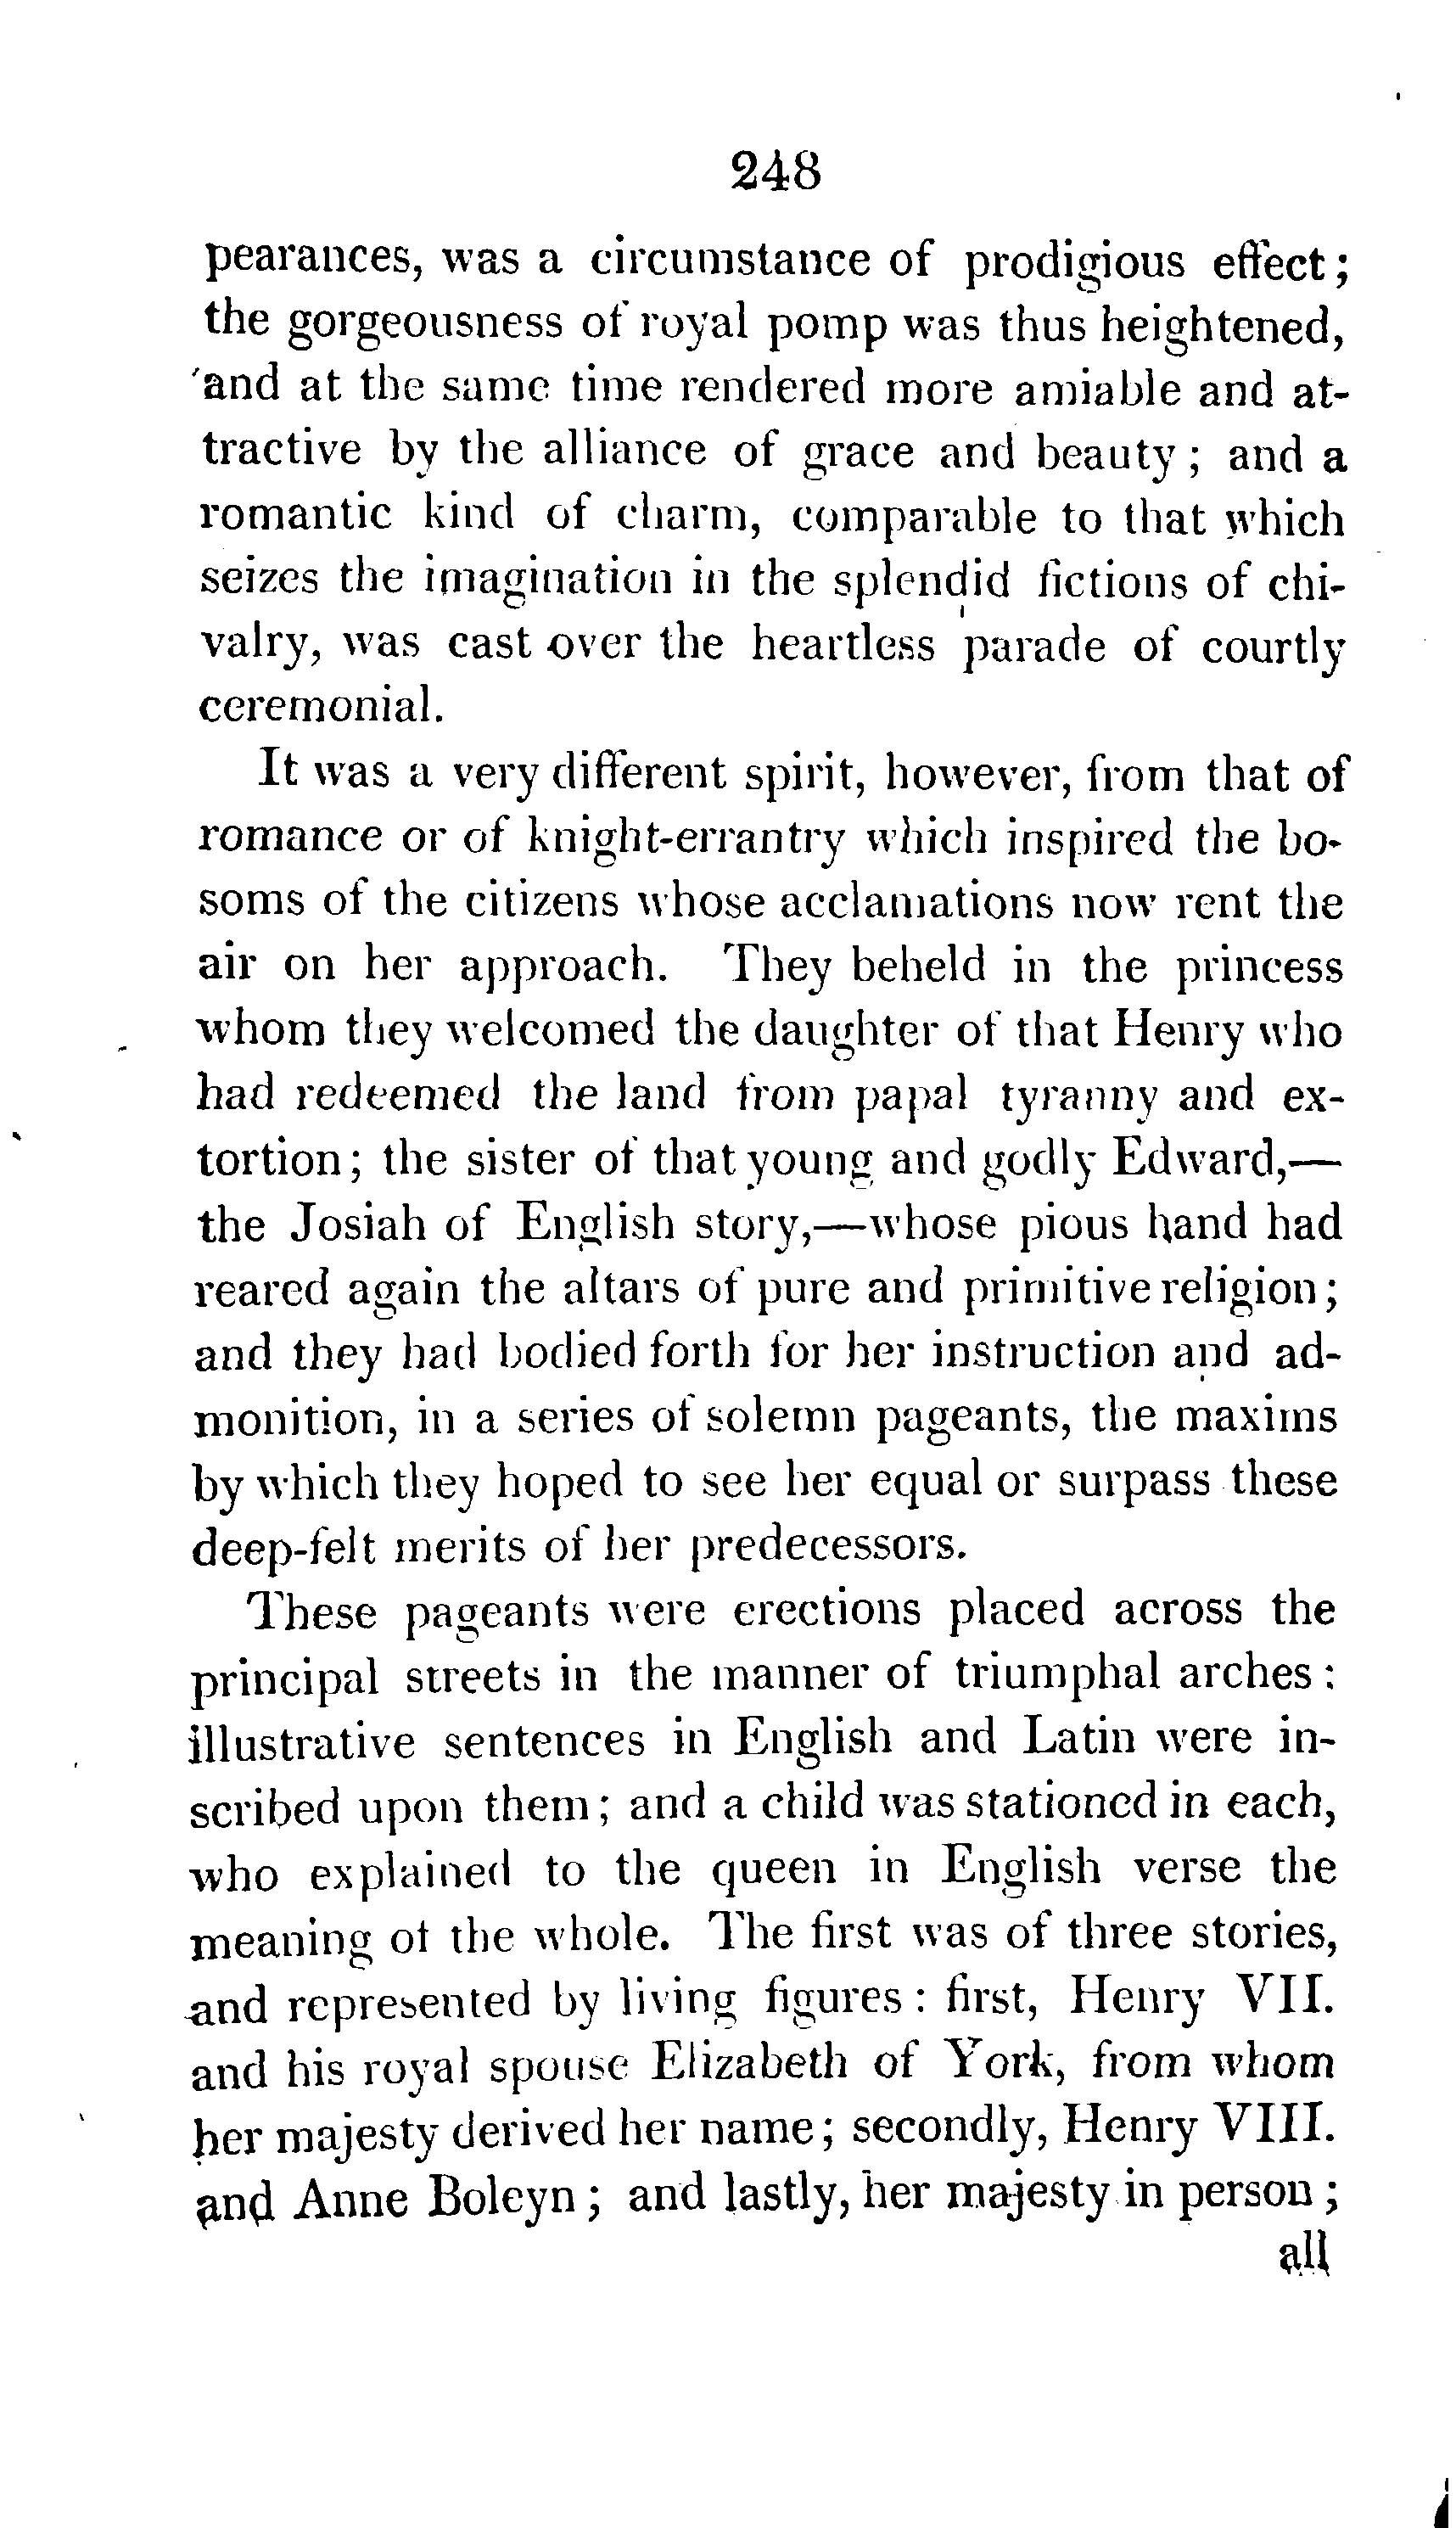 248
pearances, was a circumstance of prodigious effect;
the gorgeousness of royal pomp was thus heightened,
and at the same time rendered more amiable and at-
tractive by the alliance of grace and beauty; and a
romantic kind of charm, comparable to that which
seizes the imagination in the splendid fictions of chi-
valry, was cast over the heartless parade of courtly
ceremonial.
It was a very different spirit, however, from that of
romance or of knight-errantry which inspired the bo-
soms of the citizens whose acclamations now rent the
air on her approach. They beheld in the princess
whom they welcomed the daughter of that Henry who
had redeemed the land from papal tyranny and ex-
tortion; the sister of that young and godly Edward,—
the Josiah of English story,—whose pious hand had
reared again the altars of pure and primitive religion;
and they had bodied forth for her instruction and ad-
monition, in a series of solemn pageants, the maxims
by which they hoped to see her equal or surpass these
deep-felt merits of her predecessors.
These pageants were erections placed across the
principal streets in the manner of triumphal arches:
illustrative sentences in English and Latin were in-
scribed upon them; and a child was stationed in each,
who explained to the queen in English verse the
meaning of the whole. The first was of three stories,
and represented by living figures: first, Henry VII.
and his royal spouse Elizabeth of York, from whom
her majesty derived her name; secondly, Henry VIII.
and Anne Boleyn; and lastly, her majesty in person;
all